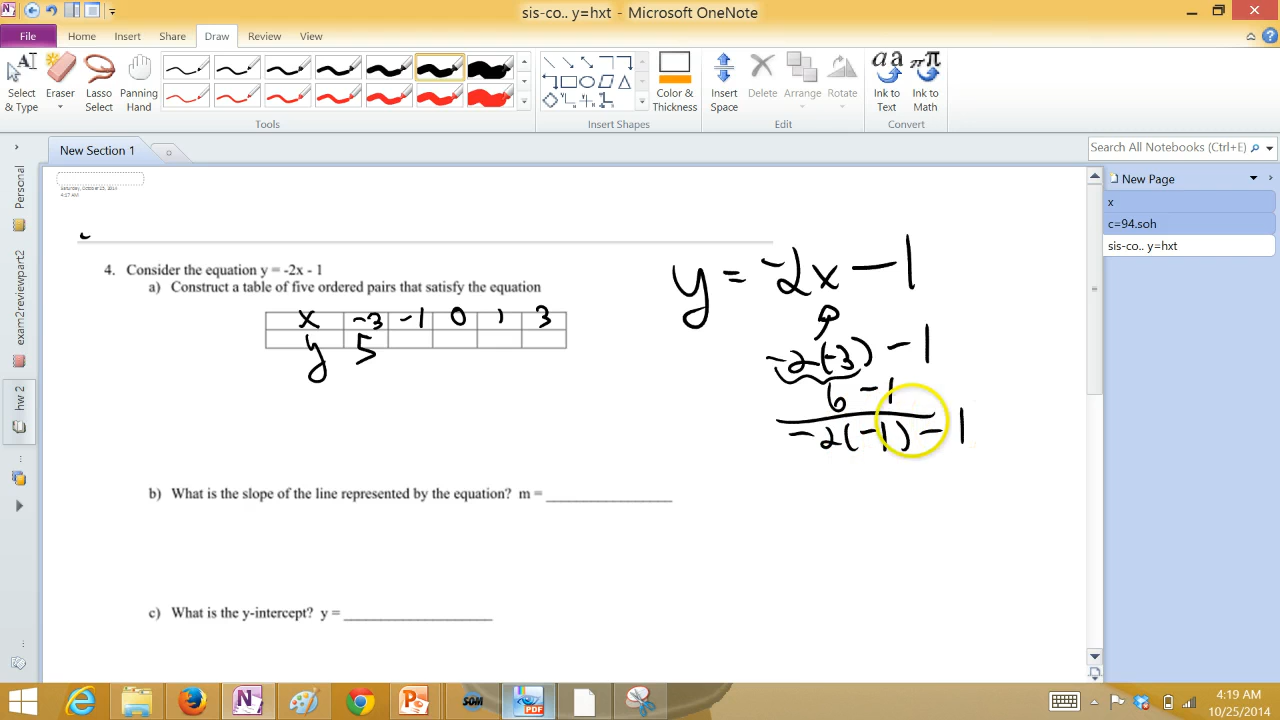 sis-co.. y=hxt - Microsoft OneNote
File Home Insert Share Draw Review View
Select & Type
Eraser
Lasso Select
Panning Hand
Color & Thickness
Insert Space
Delete
Arrange
Rotate
Ink to Text
Ink to Math
Tools
Insert Shapes
Edit
Convert
New Section 1
Search All Notebooks (Ctrl+E)
Personal
exam2reviewpart2
hw 2
New Page
x
c=94.soh
sis-co.. y=hxt
4:17 AM
4. Consider the equation y = -2x - 1
a) Construct a table of five ordered pairs that satisfy the equation
x -3 -1 0 1 3
y 5
y = -2x - 1
-2(-3) - 1
6 - 1
-2(-1) - 1
b) What is the slope of the line represented by the equation? m = ________________
c) What is the y-intercept? y = ___________________
SOM
PDF
4:19 AM
10/25/2014